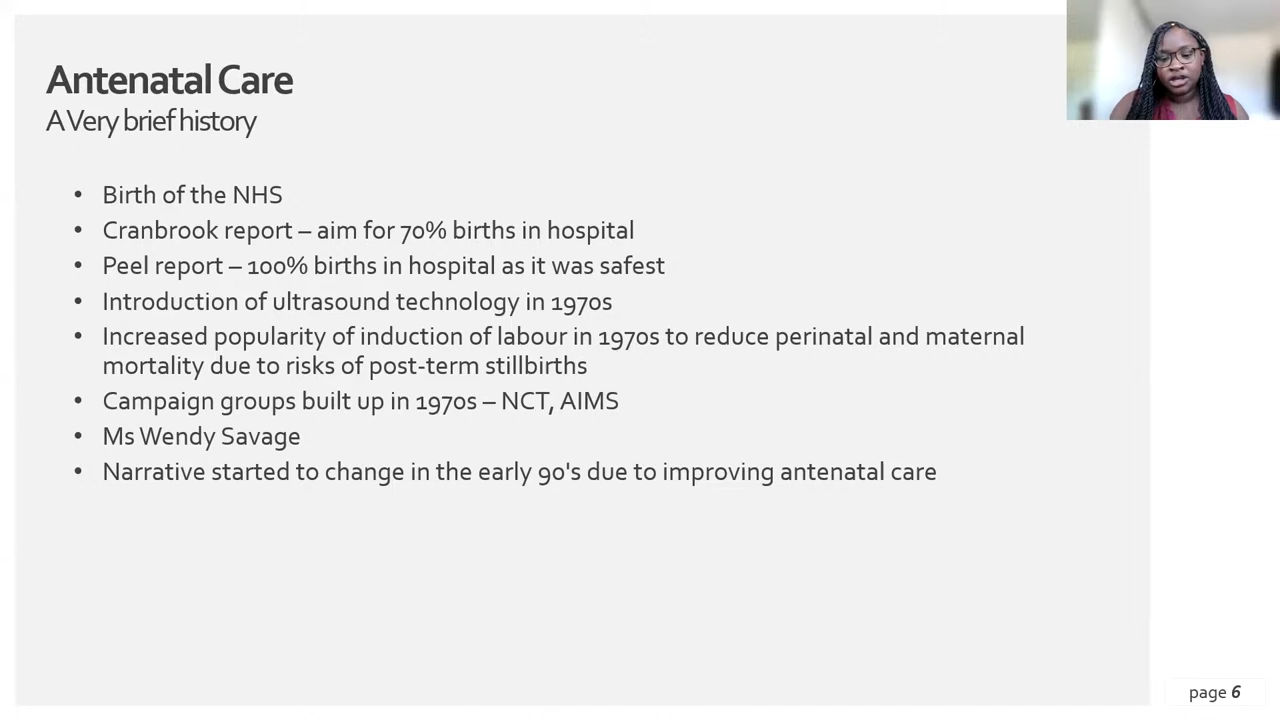 Antenatal Care
A Very brief history
• Birth of the NHS
• Cranbrook report – aim for 70% births in hospital
• Peel report – 100% births in hospital as it was safest
• Introduction of ultrasound technology in 1970s
• Increased popularity of induction of labour in 1970s to reduce perinatal and maternal
mortality due to risks of post-term stillbirths
• Campaign groups built up in 1970s – NCT, AIMS
• Ms Wendy Savage
• Narrative started to change in the early 90's due to improving antenatal care
page 6